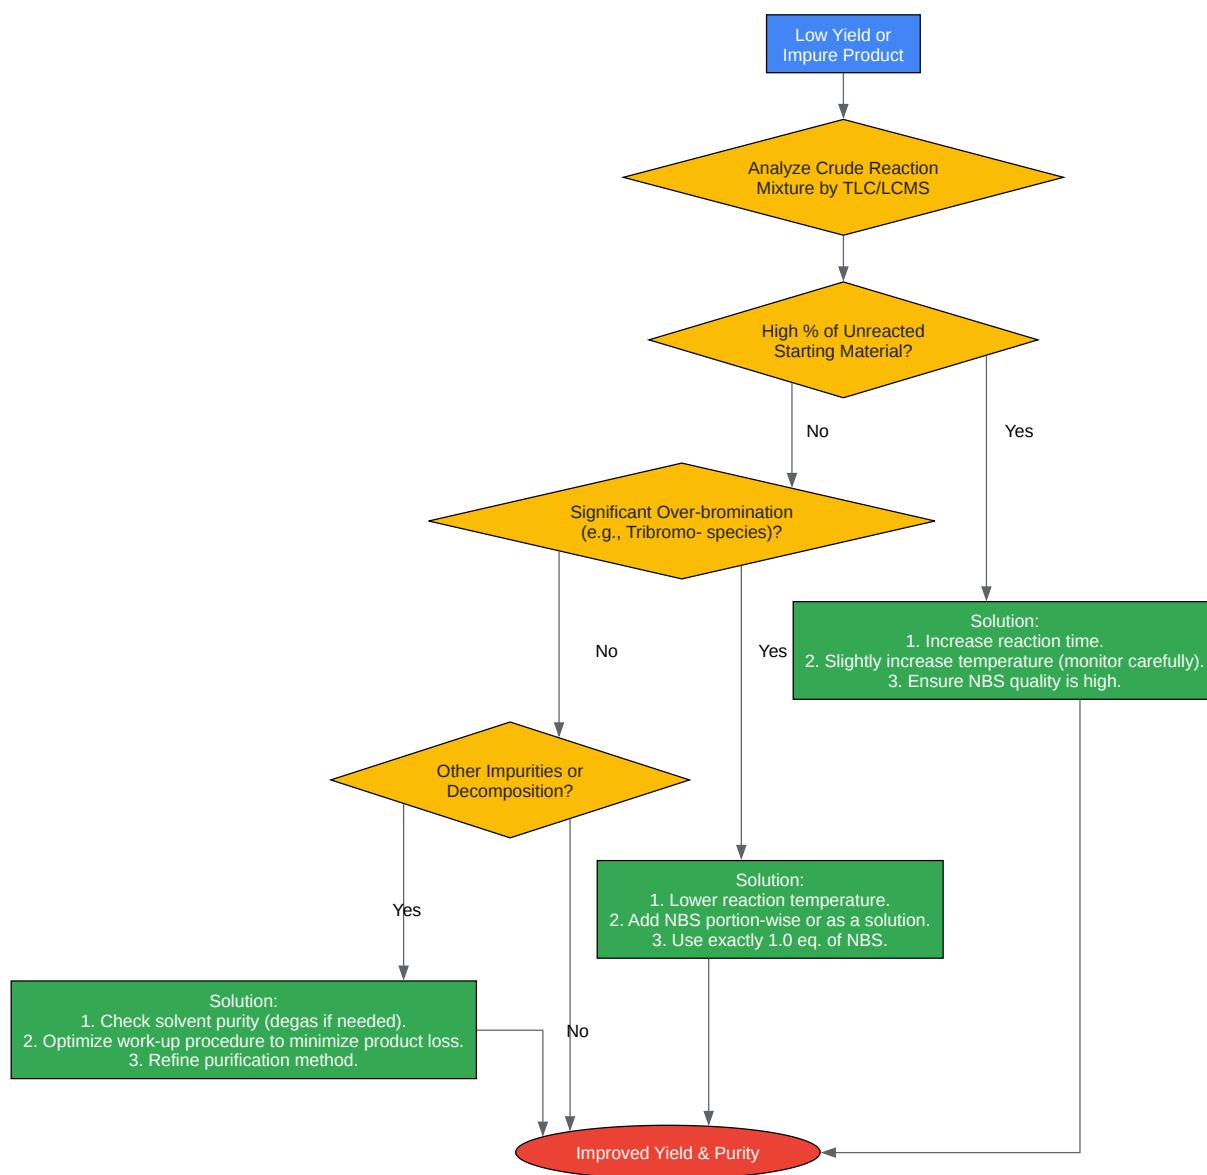 Low Yield or
Impure Product
Analyze Crude Reaction
Mixture by TLC/LCMS
High % of Unreacted
Starting Material?
No
Yes
Significant Over-bromination
(e.g., Tribromo- species)?
No
Yes
Solution:
1. Increase reaction time.
2. Slightly increase temperature (monitor carefully).
3. Ensure NBS quality is high.
Other Impurities or
Decomposition?
Yes
No
Solution:
1. Lower reaction temperature.
2. Add NBS portion-wise or as a solution.
3. Use exactly 1.0 eq. of NBS.
Solution:
1. Check solvent purity (degas if needed).
2. Optimize work-up procedure to minimize product loss.
3. Refine purification method.
Improved Yield & Purity